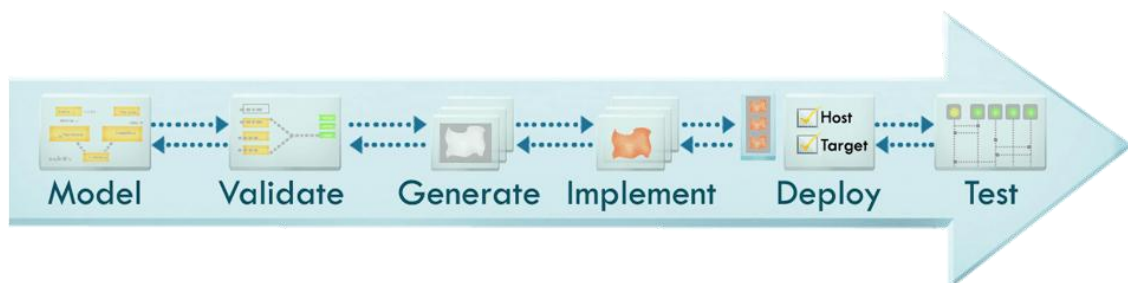 Host
Target
Model
Validate
Generate
Implement
Deploy
Test